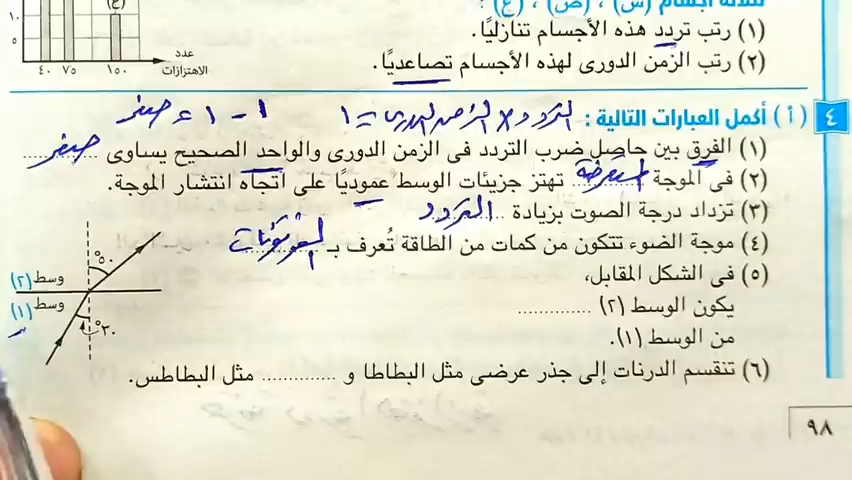 ثلاثة أجسام (س) ، (ص) ، (ع) :
(١) رتب تردد هذه الأجسام تنازليًا.
(٢) رتب الزمن الدورى لهذه الأجسام تصاعديًا.
١٠
٥
(ع)
٤٠ ٧٥ ١٥٠
عدد
الاهتزازات
٤ (أ) أكمل العبارات التالية : التردد × الزمن الدورى = ١ ١ - ١ = صفر
(١) الفرق بين حاصل ضرب التردد فى الزمن الدورى والواحد الصحيح يساوى صفر
(٢) فى الموجة المستعرضة تهتز جزيئات الوسط عموديًا على اتجاه انتشار الموجة.
(٣) تزداد درجة الصوت بزيادة التردد
(٤) موجة الضوء تتكون من كمات من الطاقة تُعرف بـ الفوتونات
(٥) فى الشكل المقابل،
يكون الوسط (٢) ..............
من الوسط (١).
٥٠°
وسط (٢)
وسط (١)
٣٠°
(٦) تنقسم الدرنات إلى جذر عرضى مثل البطاطا و .............. مثل البطاطس.
٩٨